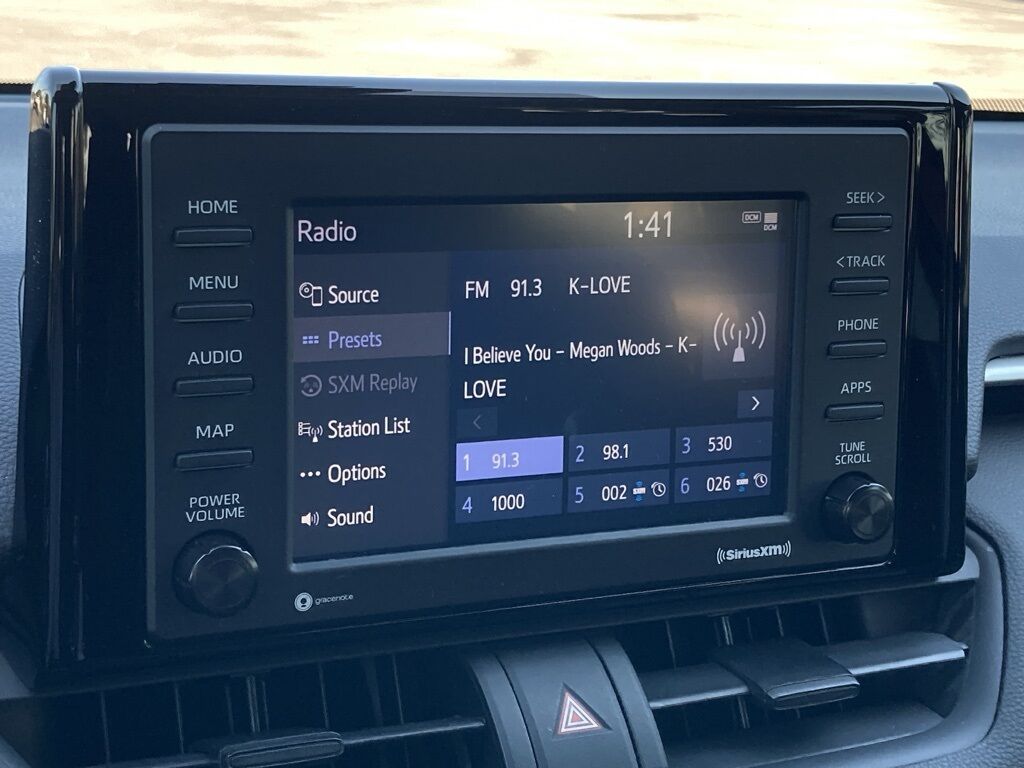 HOME
MENU
AUDIO
MAP
POWER
VOLUME
Radio
1:41
DCM
DCM
Source
Presets
SXM Replay
Station List
Options
Sound
FM 91.3 K-LOVE
I Believe You - Megan Woods - K-
LOVE
<
>
1 91.3
2 98.1
3 530
4 1000
5 002
6 026
SEEK >
< TRACK
PHONE
APPS
TUNE
SCROLL
gracenote
((SiriusXM))